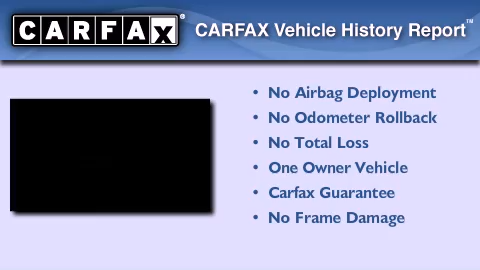 CARFAX® CARFAX Vehicle History Report™
• No Airbag Deployment
• No Odometer Rollback
• No Total Loss
• One Owner Vehicle
• Carfax Guarantee
• No Frame Damage